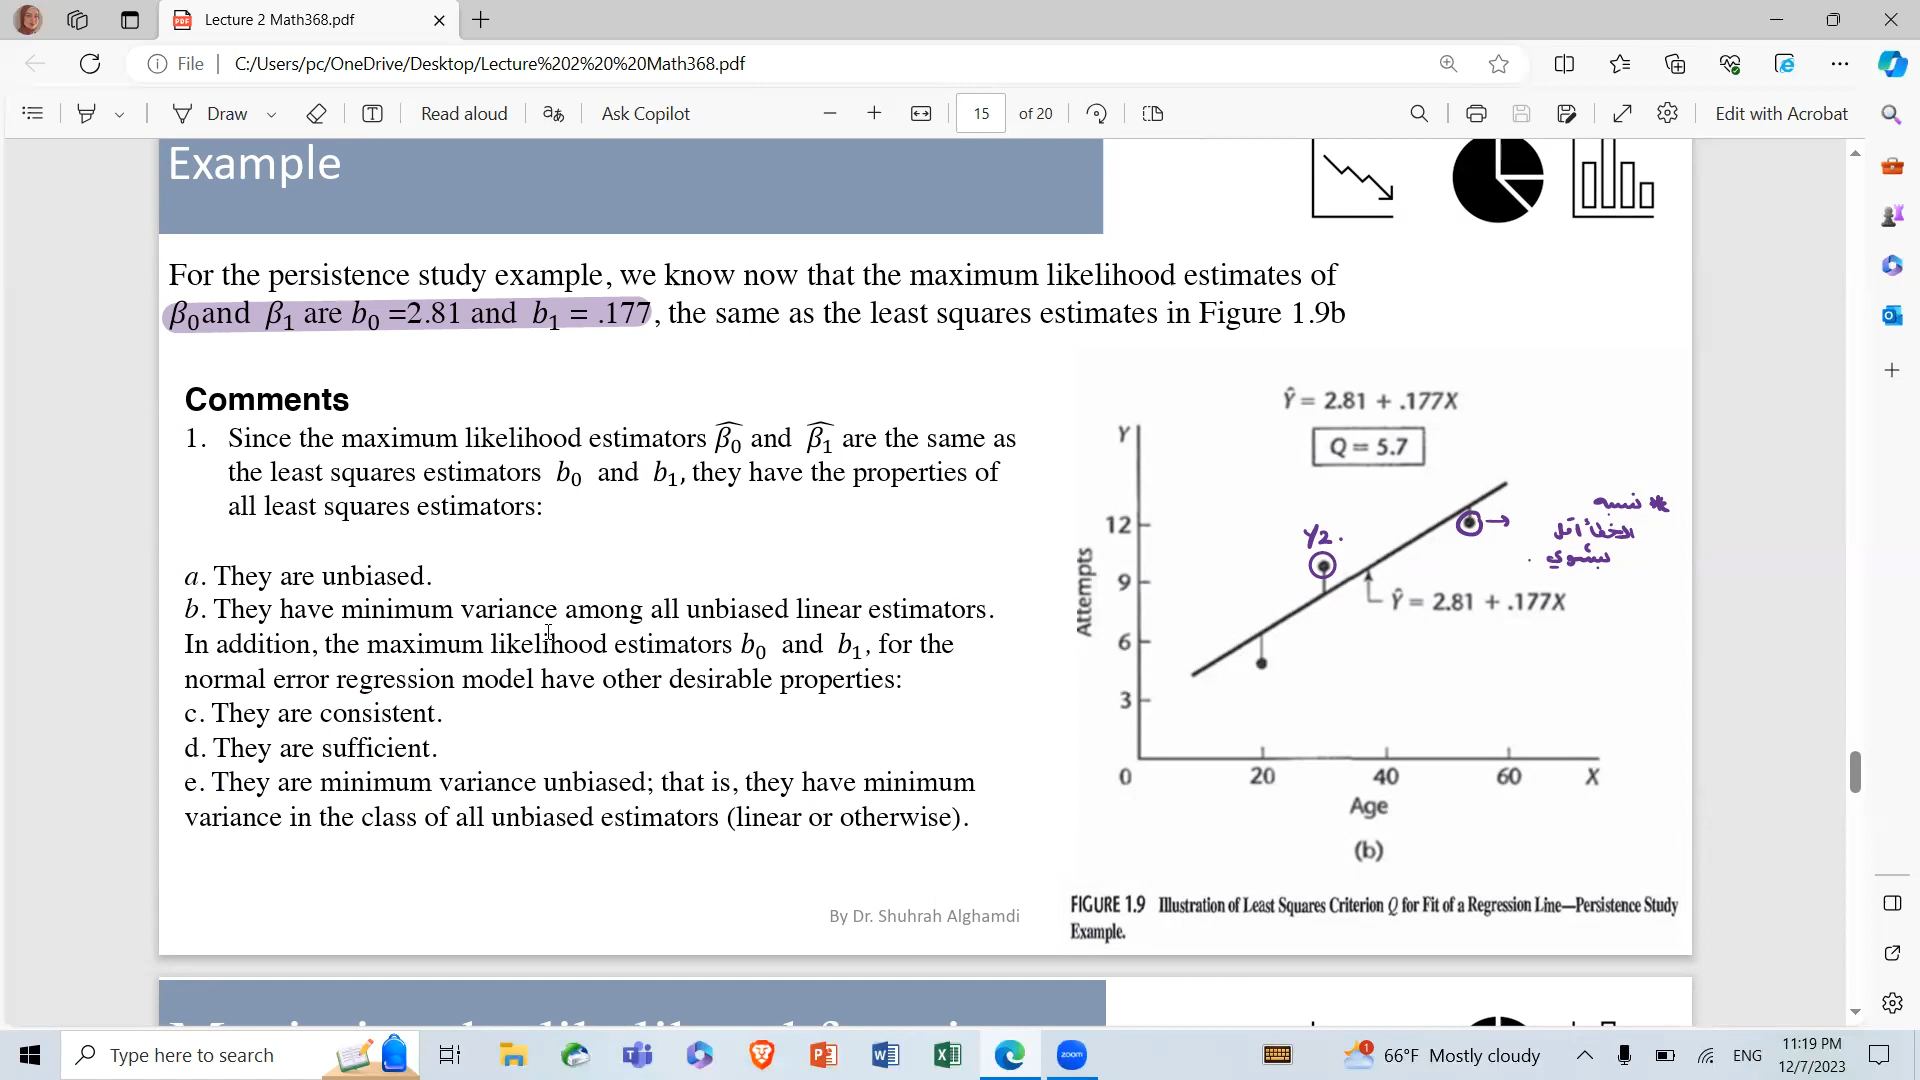 Lecture 2 Math368.pdf
File
C:/Users/pc/OneDrive/Desktop/Lecture%202%20%20Math368.pdf
Draw
Read aloud
aあ
Ask Copilot
15
of 20
Edit with Acrobat
Example
For the persistence study example, we know now that the maximum likelihood estimates of
β0and β1 are b0 =2.81 and b1 = .177, the same as the least squares estimates in Figure 1.9b
Comments
1. Since the maximum likelihood estimators β̂0 and β̂1 are the same as
the least squares estimators b0 and b1, they have the properties of
all least squares estimators:
a. They are unbiased.
b. They have minimum variance among all unbiased linear estimators.
In addition, the maximum likelihood estimators b0 and b1, for the
normal error regression model have other desirable properties:
c. They are consistent.
d. They are sufficient.
e. They are minimum variance unbiased; that is, they have minimum
variance in the class of all unbiased estimators (linear or otherwise).
By Dr. Shuhrah Alghamdi
Ŷ = 2.81 + .177X
Q = 5.7
Y
12
9
6
3
0
20
40
60
X
Attempts
Age
Y2.
* نسبه
الخطأ أقل
Ŷ = 2.81 + .177X
(b)
FIGURE 1.9 Illustration of Least Squares Criterion Q for Fit of a Regression Line—Persistence Study
Example.
Type here to search
zoom
1
66°F Mostly cloudy
ENG
11:19 PM
12/7/2023